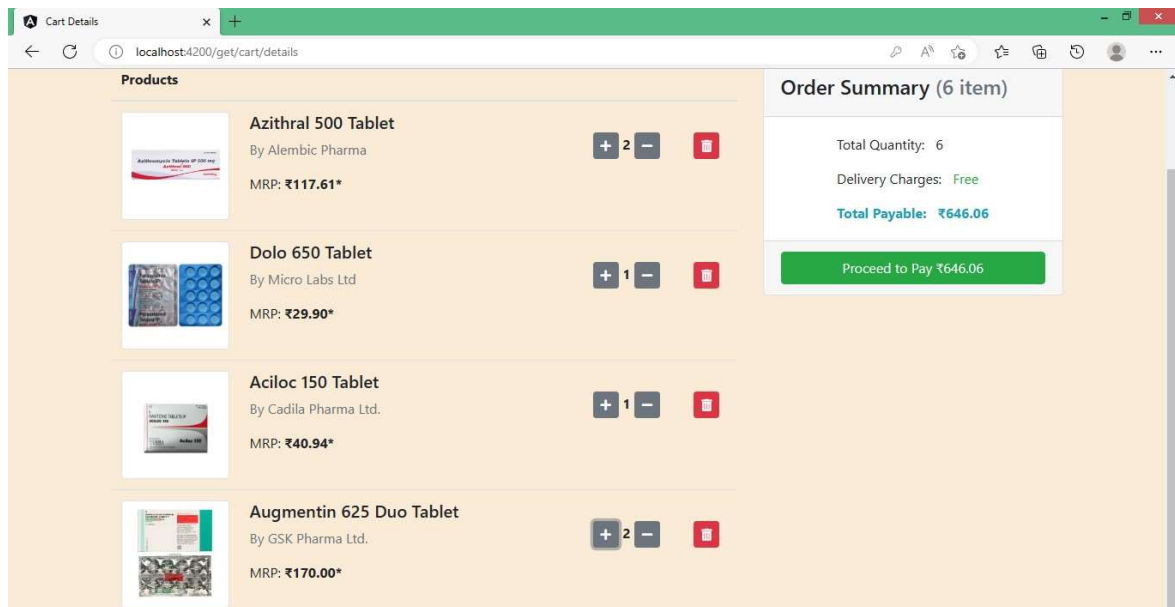 Cart Details
localhost:4200/get/cart/details
Products
Azithral 500 Tablet
By Alembic Pharma
MRP: ₹117.61*
2
Dolo 650 Tablet
By Micro Labs Ltd
MRP: ₹29.90*
1
Aciloc 150 Tablet
By Cadila Pharma Ltd.
MRP: ₹40.94*
1
Augmentin 625 Duo Tablet
By GSK Pharma Ltd.
MRP: ₹170.00*
2
Order Summary (6 item)
Total Quantity: 6
Delivery Charges: Free
Total Payable: ₹646.06
Proceed to Pay ₹646.06